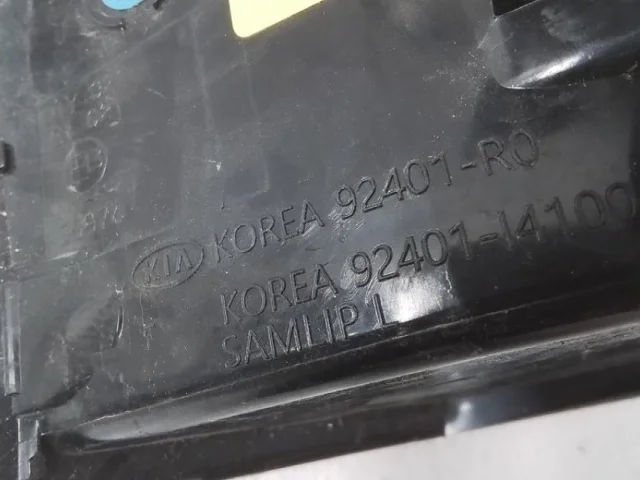 KIA KOREA 92401-R0
KOREA 92401-I4100
SAMLIP L